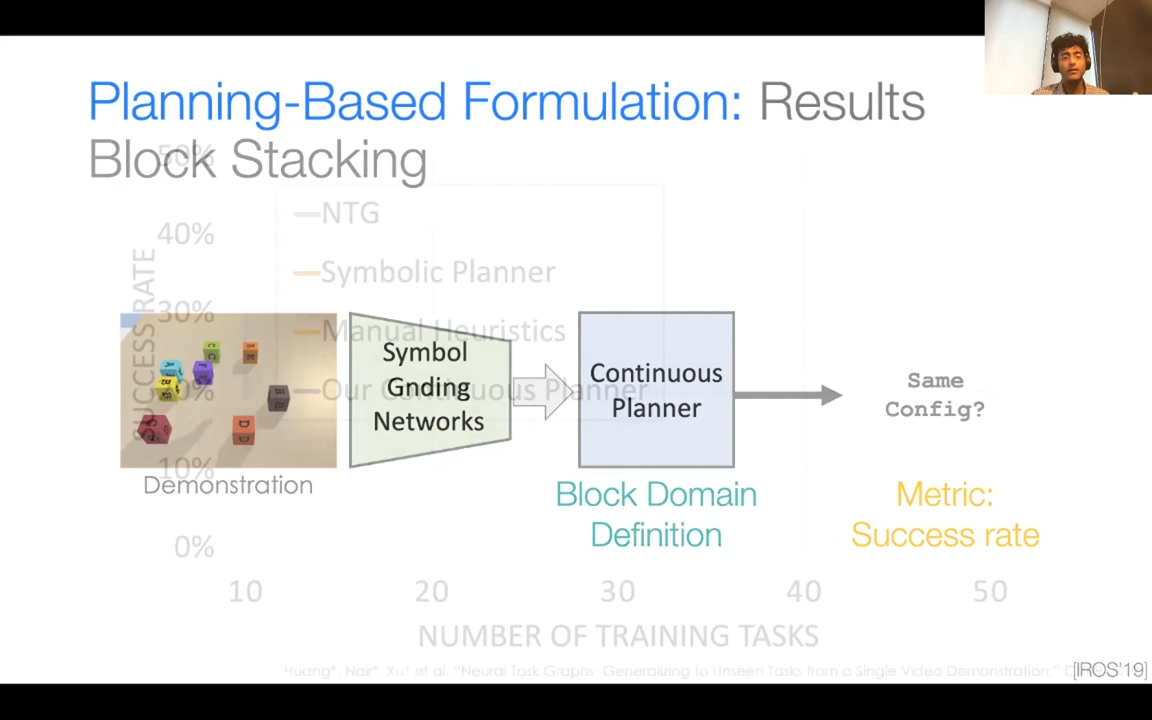 Planning-Based Formulation: Results
Block Stacking
50%
NTG
40%
Symbolic Planner
SUCCESS RATE
30%
Manual Heuristics
Symbol
Gnding
Networks
Our Continuous Planner
Continuous
Planner
Same
Config?
10%
Demonstration
Block Domain
Definition
Metric:
Success rate
0%
10 20 30 40 50
NUMBER OF TRAINING TASKS
Huang*, Nair*, Xu* et al. "Neural Task Graphs: Generalizing to Unseen Tasks from a Single Video Demonstration."
[IROS'19]